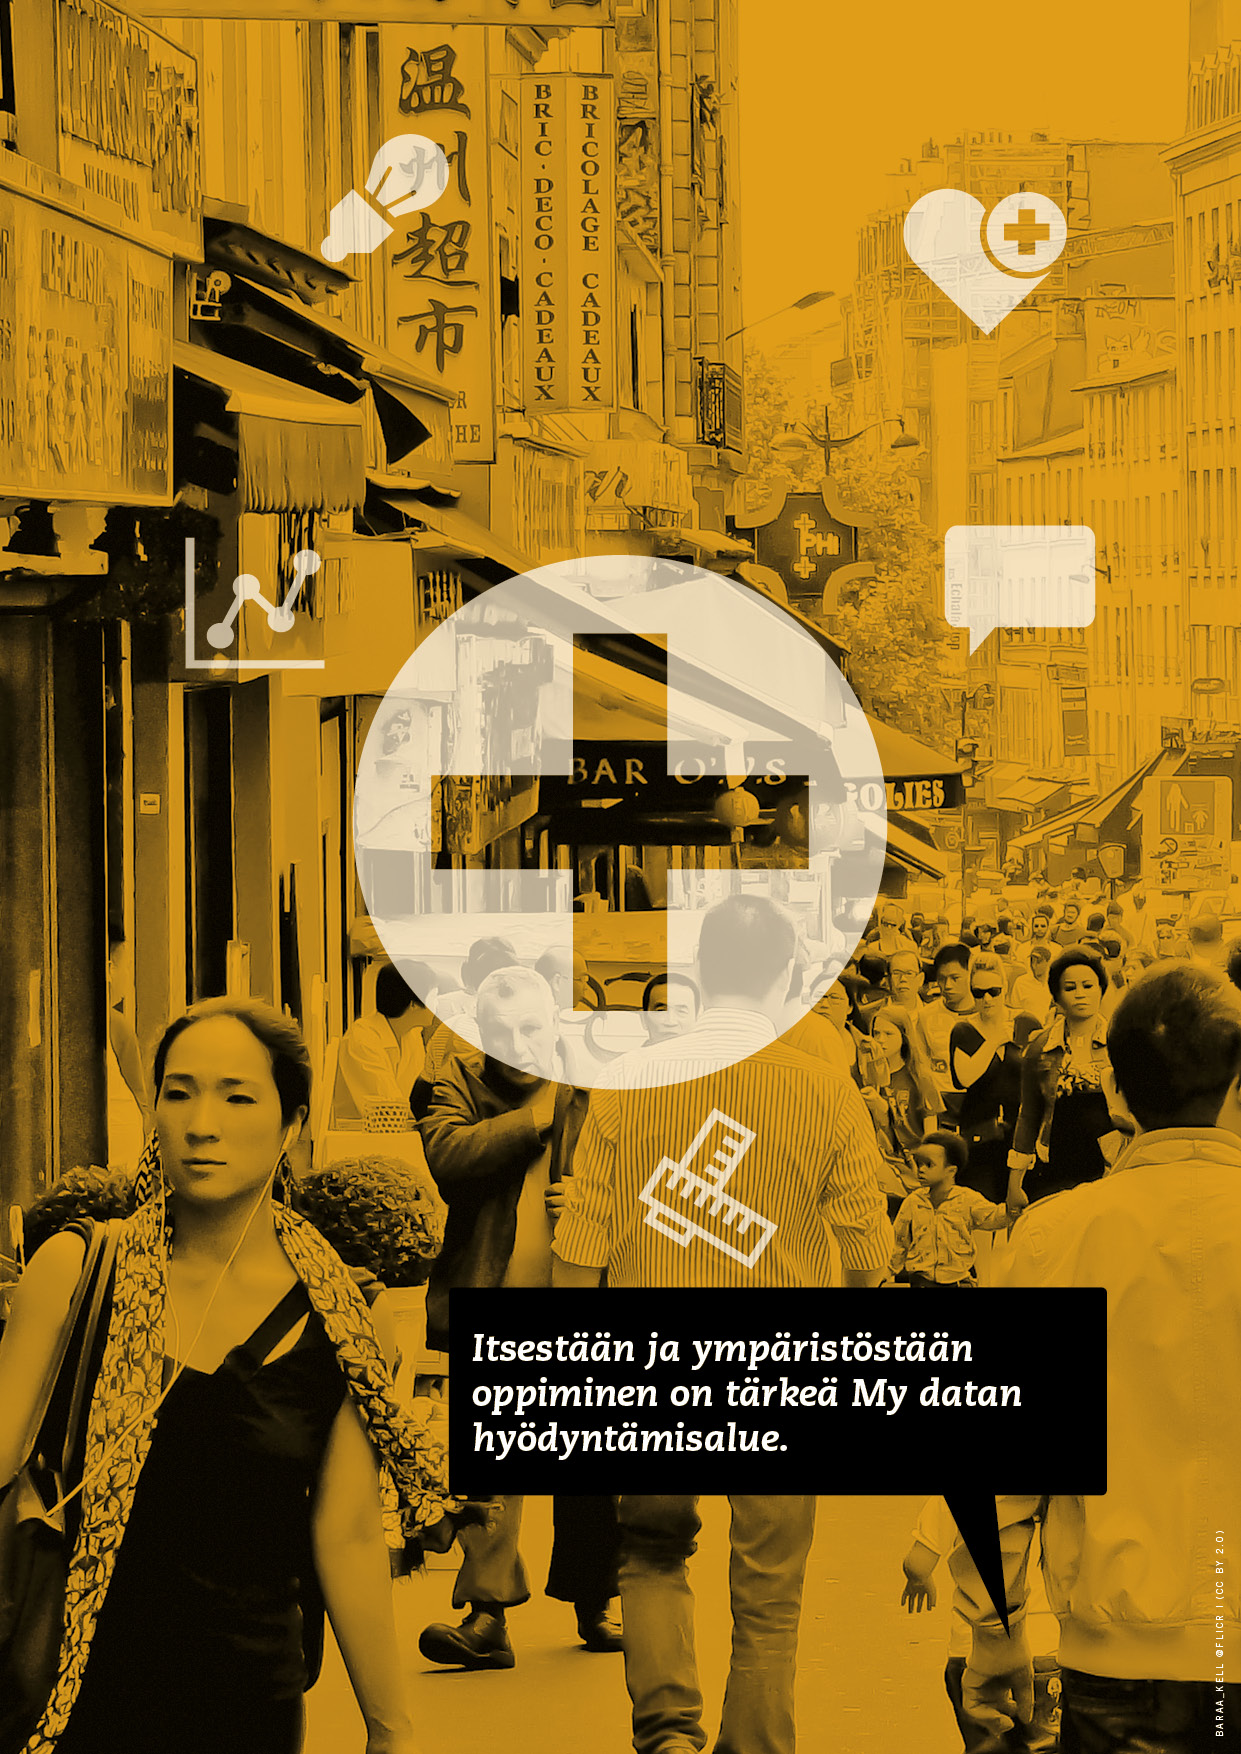 温州超市
BRIC·DECO·CADEAUX
BRICOLAGE CADEAUX
BAR
OLIES
Itsestään ja ympäristöstään
oppiminen on tärkeä My datan
hyödyntämisalue.
BARAA_KELL @FLICR | (CC BY 2.0)